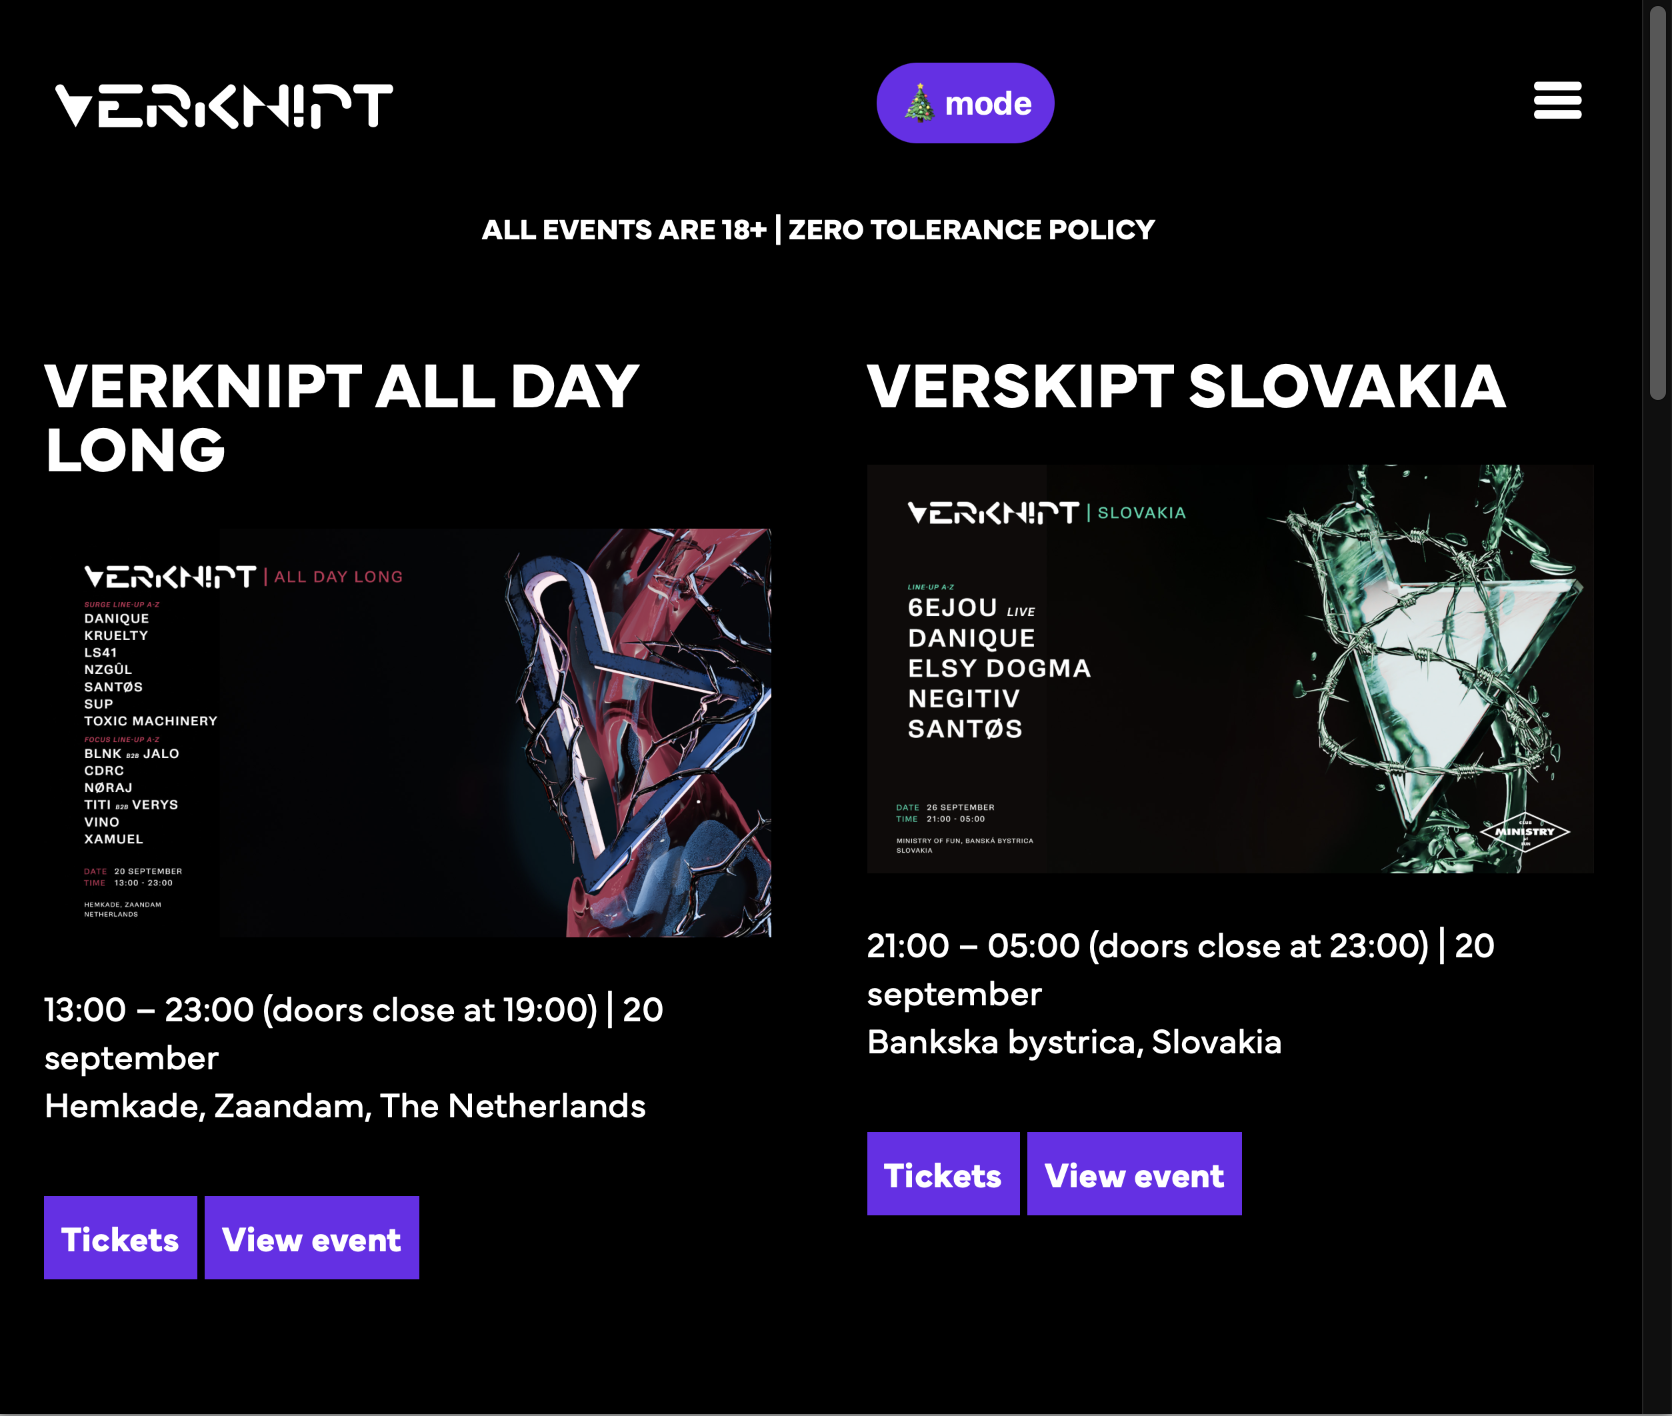 VERKNIPT
🎄 mode
ALL EVENTS ARE 18+ | ZERO TOLERANCE POLICY
VERKNIPT ALL DAY
LONG
VERKNIPT | ALL DAY LONG
SURGE LINE-UP A-Z
DANIQUE
KRUELTY
LS41
NZGÛL
SANTØS
SUP
TOXIC MACHINERY
FOCUS LINE-UP A-Z
BLNK B2B JALO
CDRC
NØRAJ
TITI B2B VERYS
VINO
XAMUEL
DATE 20 SEPTEMBER
TIME 13:00 - 23:00
HEMKADE, ZAANDAM
NETHERLANDS
13:00 – 23:00 (doors close at 19:00) | 20
september
Hemkade, Zaandam, The Netherlands
Tickets
View event
VERSKIPT SLOVAKIA
VERKNIPT | SLOVAKIA
LINE-UP A-Z
6EJOU LIVE
DANIQUE
ELSY DOGMA
NEGITIV
SANTØS
DATE 26 SEPTEMBER
TIME 21:00 - 05:00
MINISTRY OF FUN, BANSKÁ BYSTRICA
SLOVAKIA
CLUB
MINISTRY
of
FUN
21:00 – 05:00 (doors close at 23:00) | 20
september
Bankska bystrica, Slovakia
Tickets
View event